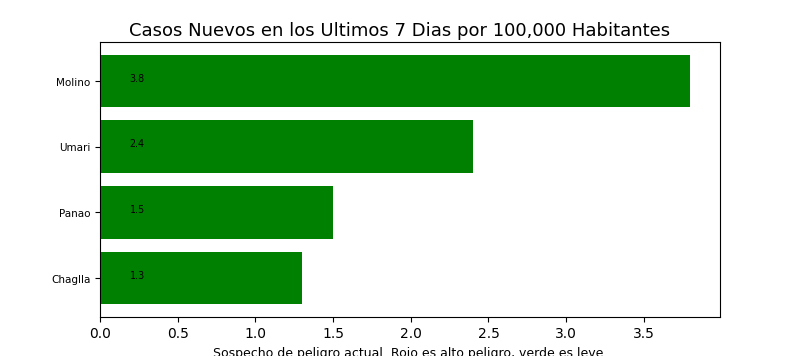 Casos Nuevos en los Ultimos 7 Dias por 100,000 Habitantes
Molino
3.8
Umari
2.4
Panao
1.5
Chaglla
1.3
0.0 0.5 1.0 1.5 2.0 2.5 3.0 3.5
Sospecho de peligro actual. Rojo es alto peligro, verde es leve